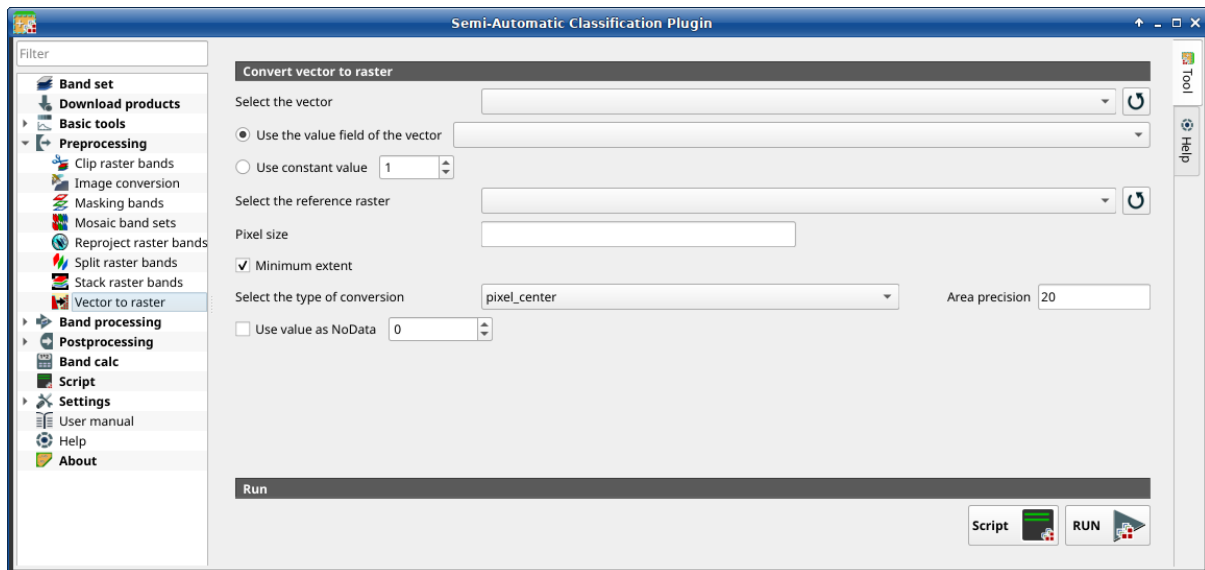 Semi-Automatic Classification Plugin
Filter
Band set
Download products
Basic tools
Preprocessing
Clip raster bands
Image conversion
Masking bands
Mosaic band sets
Reproject raster bands
Split raster bands
Stack raster bands
Vector to raster
Band processing
Postprocessing
Band calc
Script
Settings
User manual
Help
About
Convert vector to raster
Select the vector
Use the value field of the vector
Use constant value 1
Select the reference raster
Pixel size
Minimum extent
Select the type of conversion pixel_center Area precision 20
Use value as NoData 0
Run
Script RUN
Tool
Help